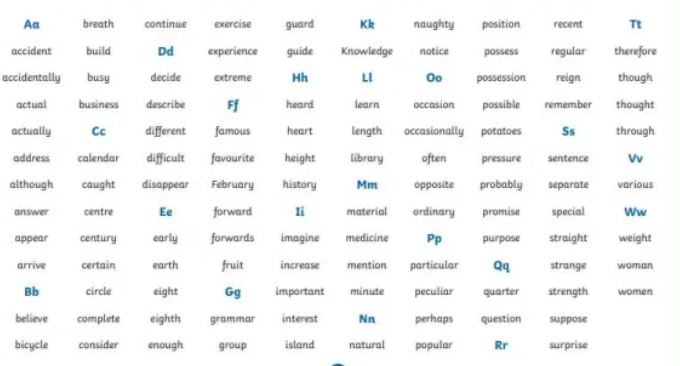 Aa breath continue exercise guard Kk naughty position recent Tt
accident build Dd experience guide Knowledge notice possess regular therefore
accidentally busy decide extreme Hh Ll Oo possession reign though
actual business describe Ff heard learn occasion possible remember thought
actually Cc different famous heart length occasionally potatoes Ss through
address calendar difficult favourite height library often pressure sentence Vv
although caught disappear February history Mm opposite probably separate various
answer centre Ee forward Ii material ordinary promise special Ww
appear century early forwards imagine medicine Pp purpose straight weight
arrive certain earth fruit increase mention particular Qq strange woman
Bb circle eight Gg important minute peculiar quarter strength women
believe complete eighth grammar interest Nn perhaps question suppose
bicycle consider enough group island natural popular Rr surprise